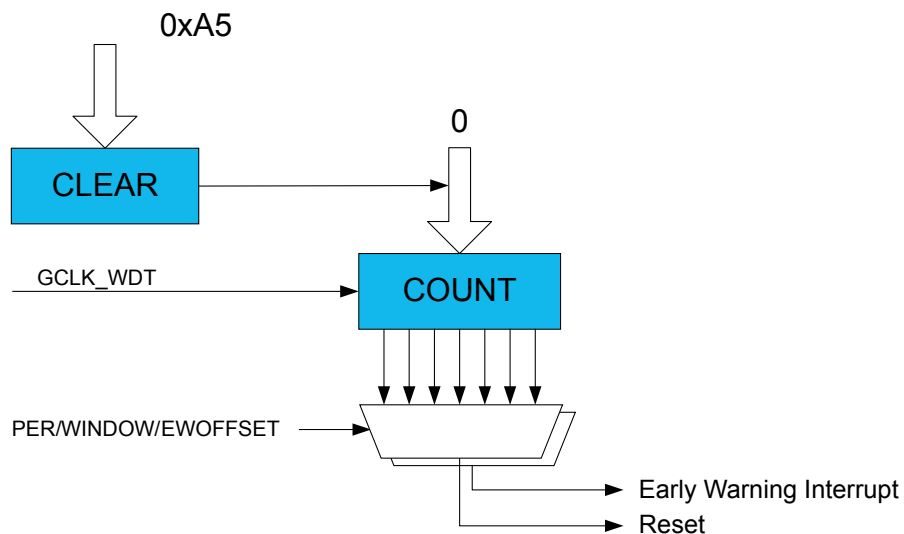 0xA5
0
CLEAR
GCLK_WDT
COUNT
PER/WINDOW/EWOFFSET
Early Warning Interrupt
Reset